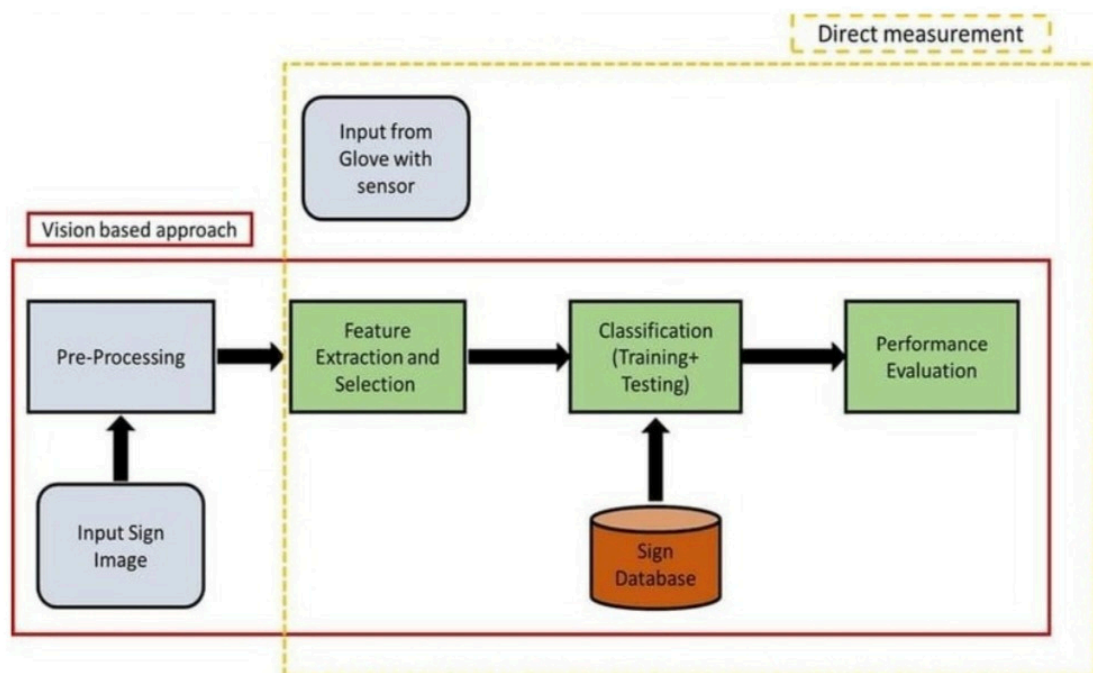 Direct measurement
Input from
Glove with
sensor
Vision based approach
Pre-Processing
Feature
Extraction and
Selection
Classification
(Training+
Testing)
Performance
Evaluation
Input Sign
Image
Sign
Database